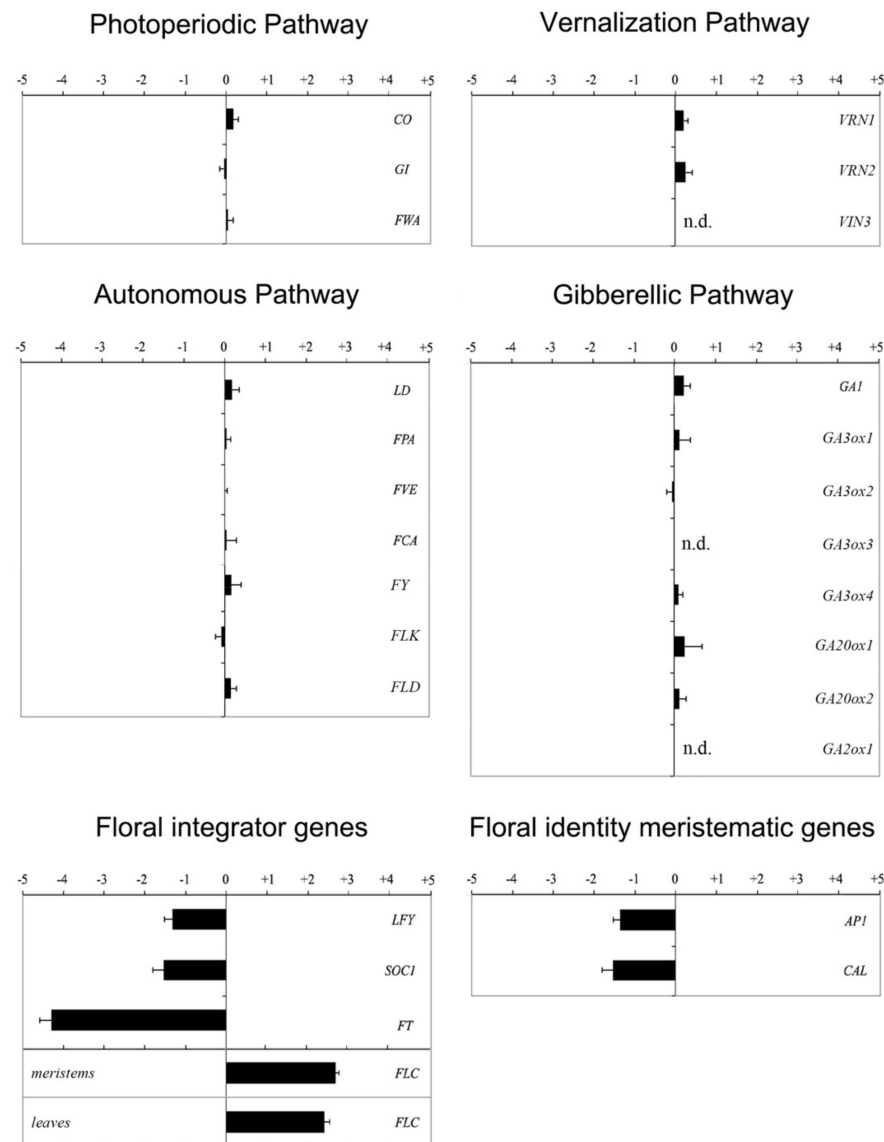 Photoperiodic Pathway
-5 -4 -3 -2 -1 0 +1 +2 +3 +4 +5
CO
GI
FWA
Vernalization Pathway
-5 -4 -3 -2 -1 0 +1 +2 +3 +4 +5
VRN1
VRN2
n.d. VIN3
Autonomous Pathway
-5 -4 -3 -2 -1 0 +1 +2 +3 +4 +5
LD
FPA
FVE
FCA
FY
FLK
FLD
Gibberellic Pathway
-5 -4 -3 -2 -1 0 +1 +2 +3 +4 +5
GA1
GA3ox1
GA3ox2
n.d. GA3ox3
GA3ox4
GA20ox1
GA20ox2
n.d. GA2ox1
Floral integrator genes
-5 -4 -3 -2 -1 0 +1 +2 +3 +4 +5
LFY
SOC1
FT
meristems FLC
leaves FLC
Floral identity meristematic genes
-5 -4 -3 -2 -1 0 +1 +2 +3 +4 +5
AP1
CAL